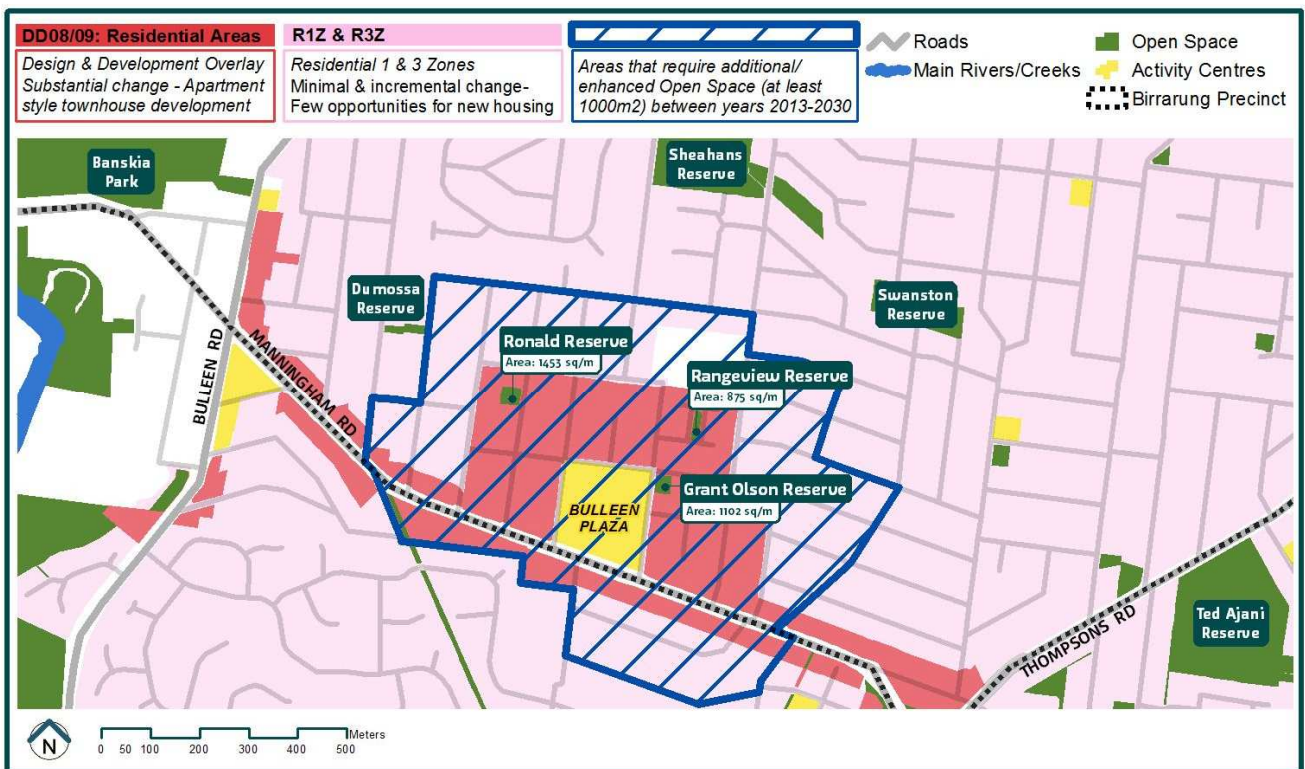 DD08/09: Residential Areas
Design & Development Overlay
Substantial change - Apartment
style townhouse development
R1Z & R3Z
Residential 1 & 3 Zones
Minimal & incremental change-
Few opportunities for new housing
Areas that require additional/
enhanced Open Space (at least
1000m2) between years 2013-2030
Roads
Main Rivers/Creeks
Open Space
Activity Centres
Birrarung Precinct
Banskia
Park
Sheahans
Reserve
Dumossa
Reserve
Swanston
Reserve
Ronald Reserve
Area: 1453 sq/m
Rangeview Reserve
Area: 875 sq/m
BULLEEN RD
MANNINGHAM RD
Grant Olson Reserve
Area: 1102 sq/m
BULLEEN
PLAZA
Ted Ajani
Reserve
THOMPSONS RD
N
0 50 100 200 300 400 500
Meters